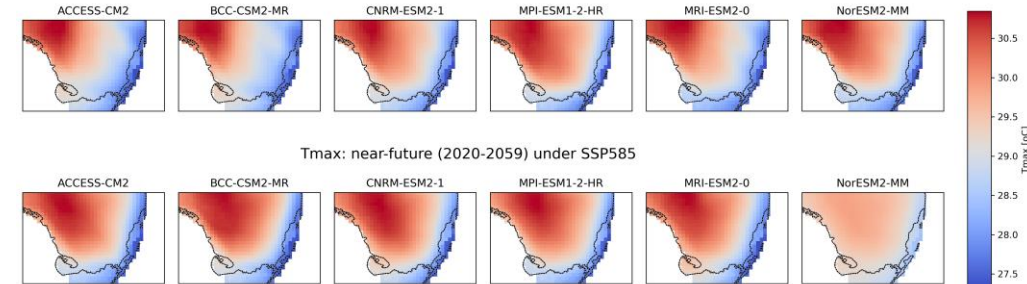 ACCESS-CM2 BCC-CSM2-MR CNRM-ESM2-1 MPI-ESM1-2-HR MRI-ESM2-0 NorESM2-MM
30.5
30.0
29.5
29.0
28.5
28.0
27.5
Tmax [oC]
Tmax: near-future (2020-2059) under SSP585
ACCESS-CM2 BCC-CSM2-MR CNRM-ESM2-1 MPI-ESM1-2-HR MRI-ESM2-0 NorESM2-MM